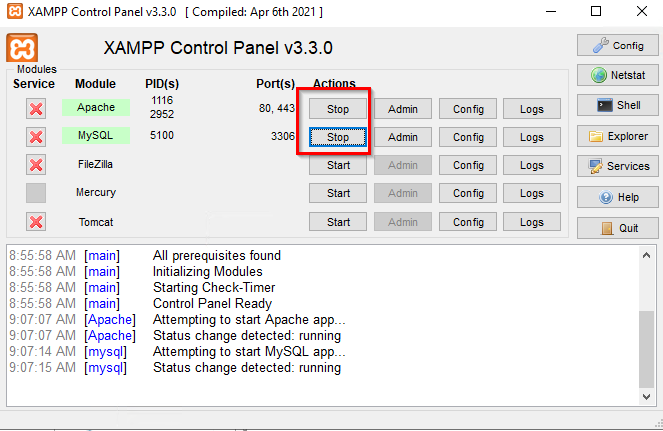 XAMPP Control Panel v3.3.0 [ Compiled: Apr 6th 2021 ]
XAMPP Control Panel v3.3.0
Config
Modules
Netstat
Service Module PID(s) Port(s) Actions
Apache 1116 2952 80, 443 Stop Admin Config Logs
Shell
MySQL 5100 3306 Stop Admin Config Logs
Explorer
FileZilla Start Admin Config Logs
Services
Mercury Start Admin Config Logs
Help
Tomcat Start Admin Config Logs
Quit
8:55:58 AM [main] All prerequisites found
8:55:58 AM [main] Initializing Modules
8:55:58 AM [main] Starting Check-Timer
8:55:58 AM [main] Control Panel Ready
9:07:07 AM [Apache] Attempting to start Apache app...
9:07:07 AM [Apache] Status change detected: running
9:07:14 AM [mysql] Attempting to start MySQL app...
9:07:15 AM [mysql] Status change detected: running